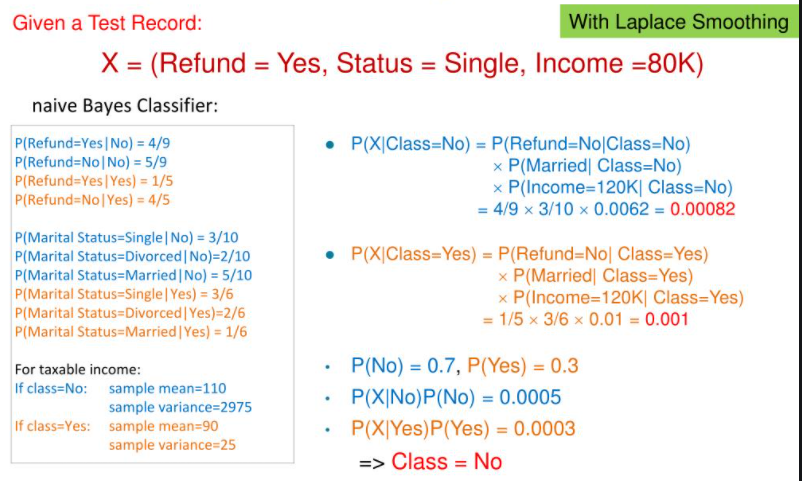 Given a Test Record:
With Laplace Smoothing
X = (Refund = Yes, Status = Single, Income =80K)
naive Bayes Classifier:
P(Refund=Yes|No) = 4/9
P(Refund=No|No) = 5/9
P(Refund=Yes|Yes) = 1/5
P(Refund=No|Yes) = 4/5
P(Marital Status=Single|No) = 3/10
P(Marital Status=Divorced|No)=2/10
P(Marital Status=Married|No) = 5/10
P(Marital Status=Single|Yes) = 3/6
P(Marital Status=Divorced|Yes)=2/6
P(Marital Status=Married|Yes) = 1/6
For taxable income:
If class=No: sample mean=110
sample variance=2975
If class=Yes: sample mean=90
sample variance=25
• P(X|Class=No) = P(Refund=No|Class=No)
× P(Married| Class=No)
× P(Income=120K| Class=No)
= 4/9 × 3/10 × 0.0062 = 0.00082
• P(X|Class=Yes) = P(Refund=No| Class=Yes)
× P(Married| Class=Yes)
× P(Income=120K| Class=Yes)
= 1/5 × 3/6 × 0.01 = 0.001
• P(No) = 0.7, P(Yes) = 0.3
• P(X|No)P(No) = 0.0005
• P(X|Yes)P(Yes) = 0.0003
=> Class = No